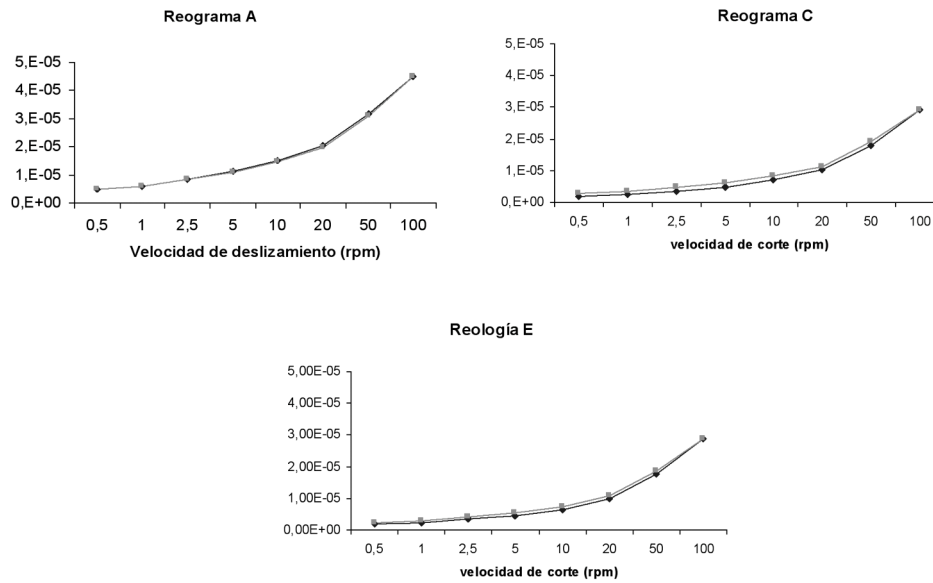 Reograma A
5,E-05
4,E-05
3,E-05
2,E-05
1,E-05
0,E+00
0,5 1 2,5 5 10 20 50 100
Velocidad de deslizamiento (rpm)
Reograma C
5,E-05
4,E-05
3,E-05
2,E-05
1,E-05
0,E+00
0,5 1 2,5 5 10 20 50 100
velocidad de corte (rpm)
Reología E
5,00E-05
4,00E-05
3,00E-05
2,00E-05
1,00E-05
0,00E+00
0,5 1 2,5 5 10 20 50 100
velocidad de corte (rpm)